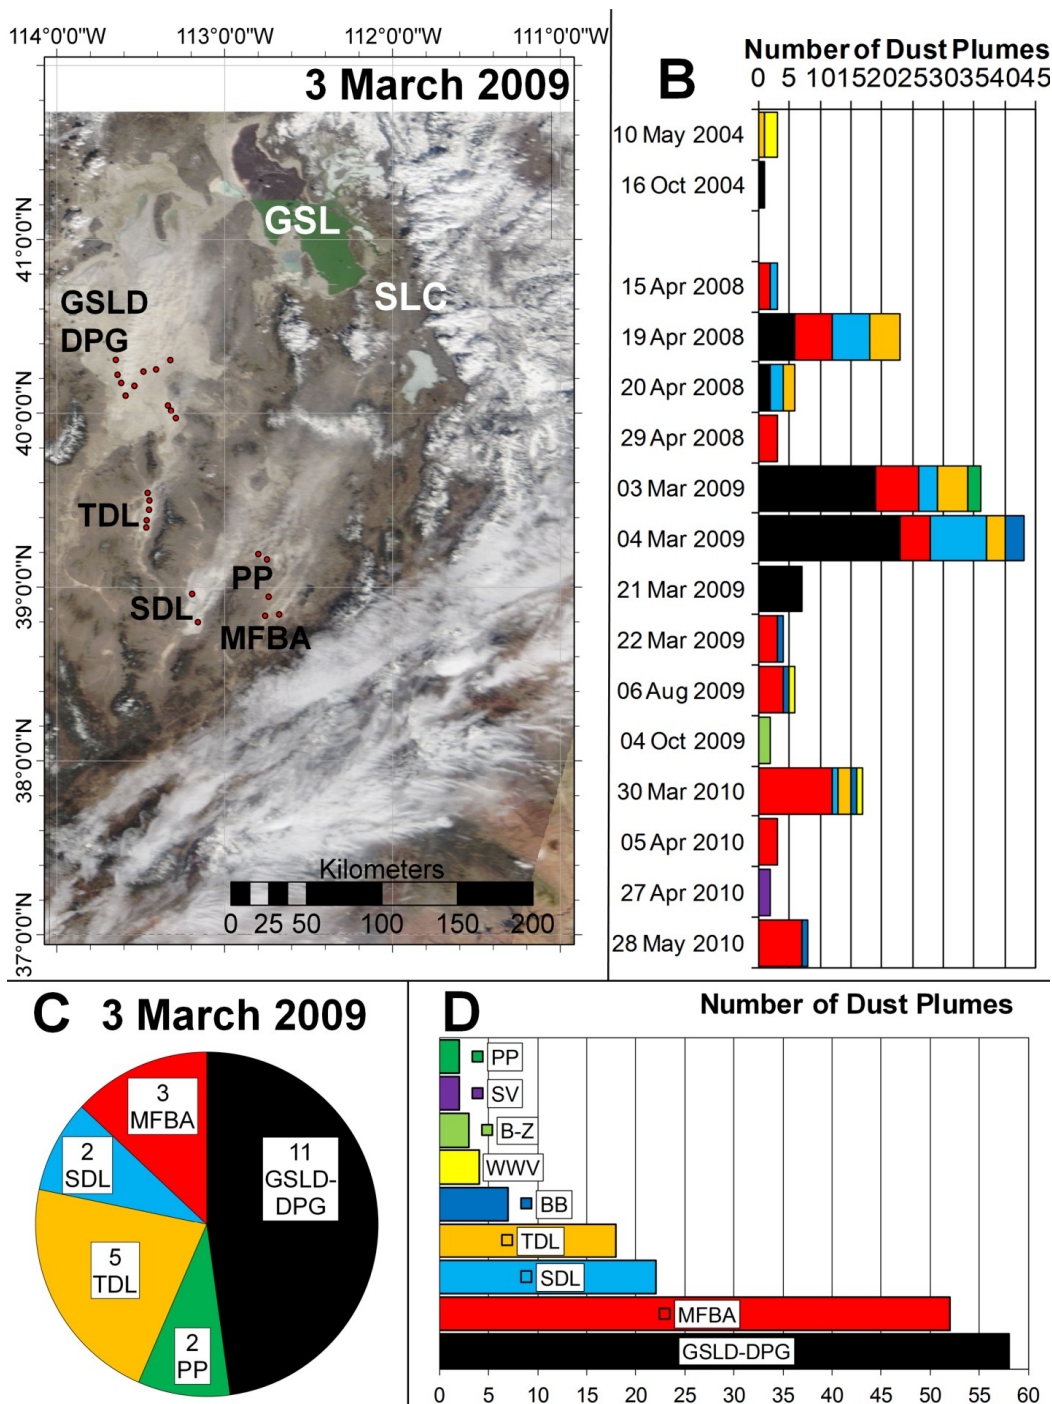 114°0'0"W 113°0'0"W 112°0'0"W 111°0'0"W
3 March 2009
41°0'0"N
40°0'0"N
39°0'0"N
38°0'0"N
37°0'0"N
GSL
SLC
GSLD
DPG
TDL
PP
SDL
MFBA
Kilometers
0 25 50 100 150 200
B
Number of Dust Plumes
0 5 10 15 20 25 30 35 40 45
10 May 2004
16 Oct 2004
15 Apr 2008
19 Apr 2008
20 Apr 2008
29 Apr 2008
03 Mar 2009
04 Mar 2009
21 Mar 2009
22 Mar 2009
06 Aug 2009
04 Oct 2009
30 Mar 2010
05 Apr 2010
27 Apr 2010
28 May 2010
C 3 March 2009
3
MFBA
11
GSLD-
DPG
2
SDL
5
TDL
2
PP
D
Number of Dust Plumes
PP
SV
B-Z
WWV
BB
TDL
SDL
MFBA
GSLD-DPG
0 5 10 15 20 25 30 35 40 45 50 52 60